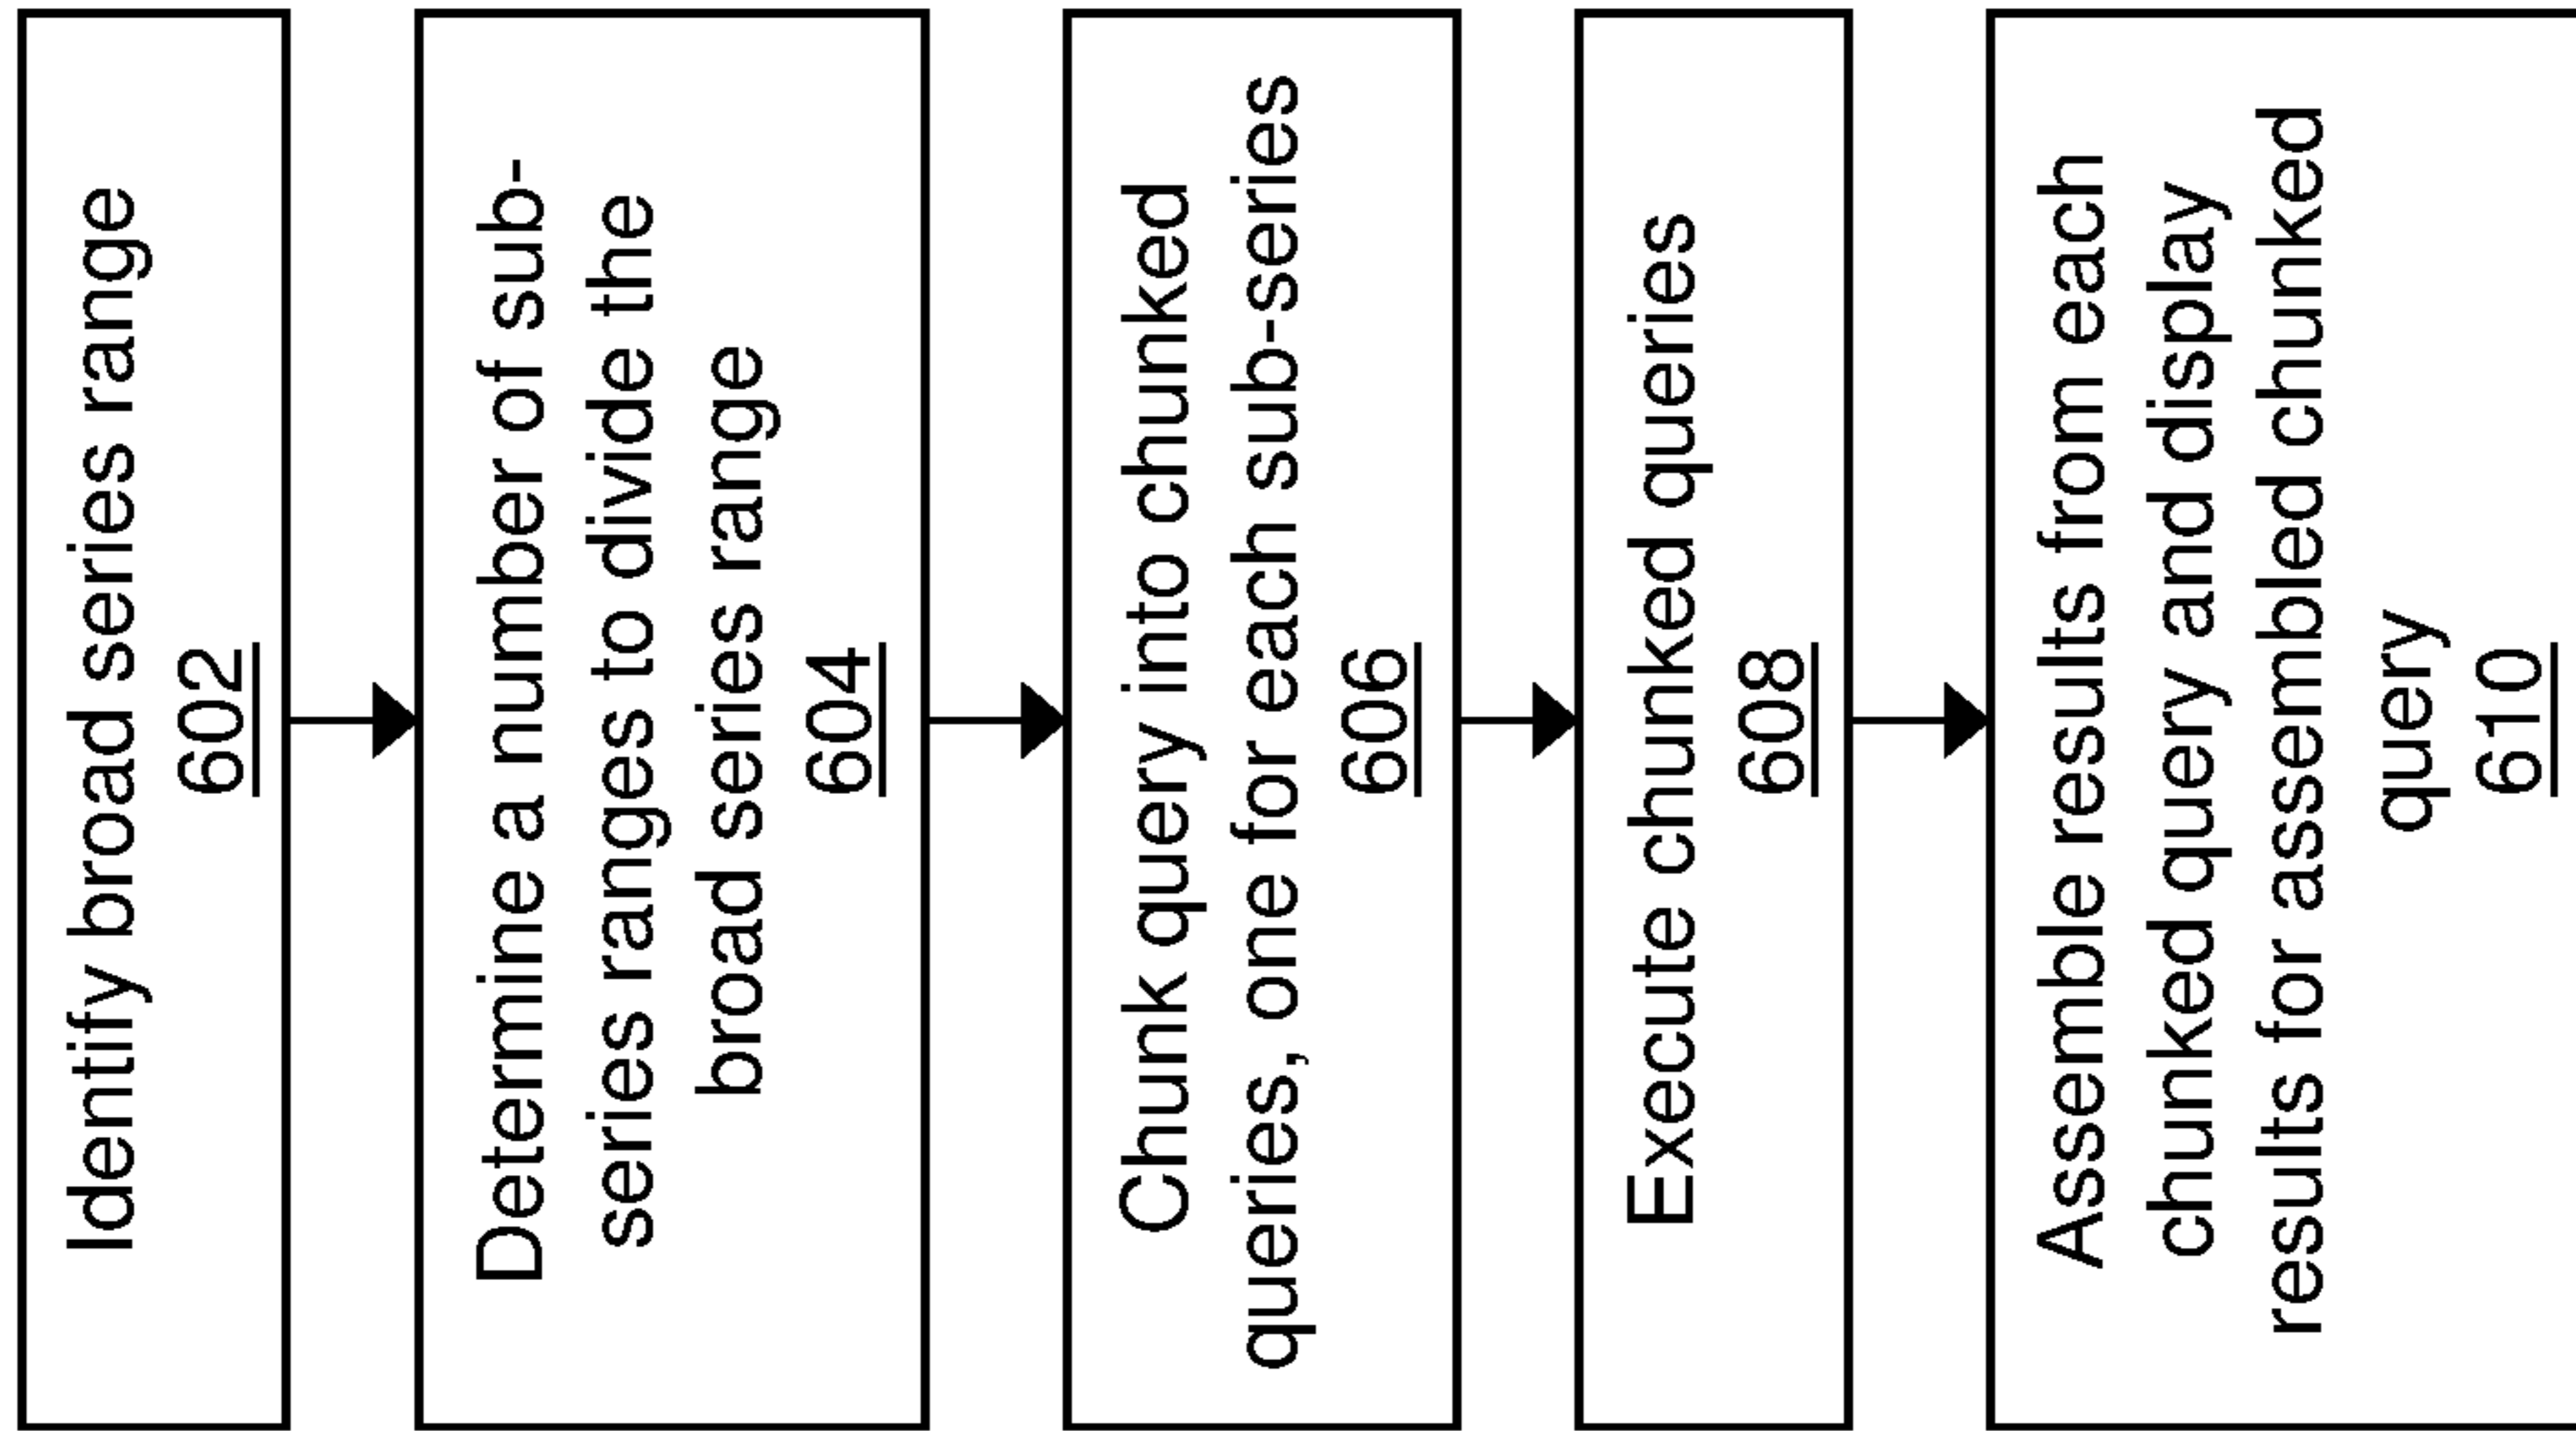 Identify broad series range
602
Determine a number of sub-
series ranges to divide the
broad series range
604
Chunk query into chunked
queries, one for each sub-series
606
Execute chunked queries
608
Assemble results from each
chunked query and display
results for assembled chunked
query
610